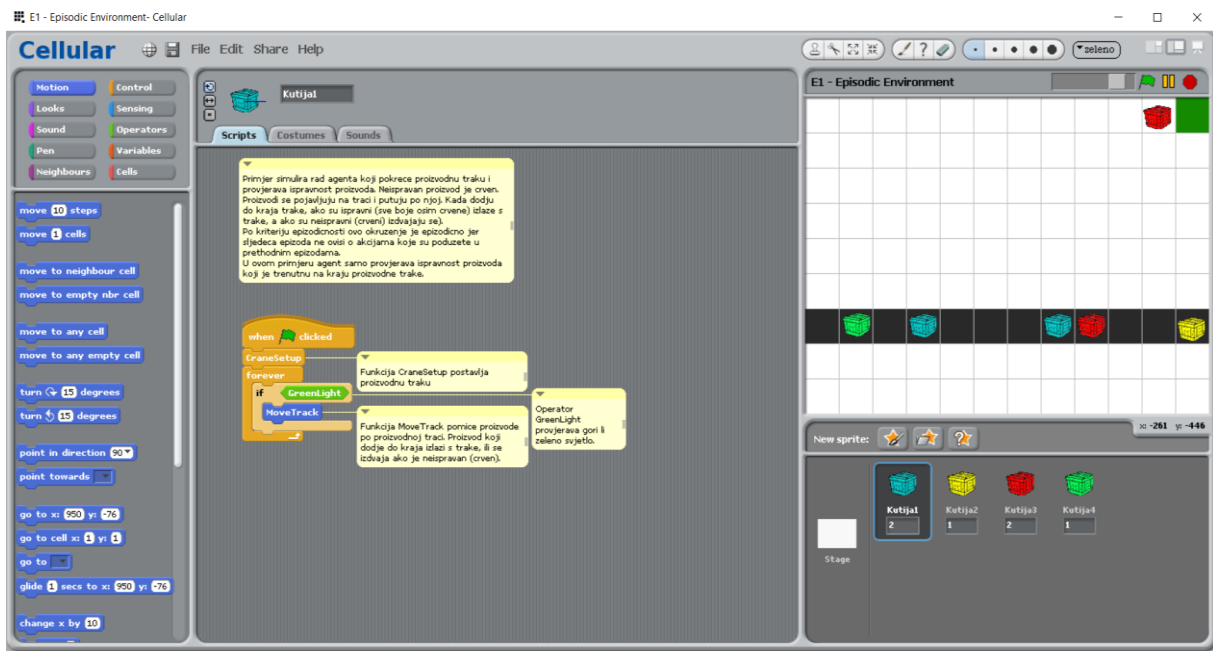 E1 - Episodic Environment- Cellular
Cellular
File Edit Share Help
zeleno
Motion Control
Looks Sensing
Sound Operators
Pen Variables
Neighbours Cells
move 10 steps
move 1 cells
move to neighbour cell
move to empty nbr cell
move to any cell
move to any empty cell
turn 15 degrees
turn 15 degrees
point in direction 90
point towards
go to x: 950 y: -76
go to cell x: 1 y: 1
go to
glide 1 secs to x: 950 y: -76
change x by 10
Kutija1
Scripts Costumes Sounds
Primjer simulira rad agenta koji pokrece proizvodnu traku i
provjerava ispravnost proizvoda. Neispravan proizvod je crven.
Proizvodi se pojavljuju na traci i putuju po njoj. Kada dodju
do kraja trake, ako su ispravni (sve boje osim crvene) izlaze s
trake, a ako su neispravni (crveni) izdvajaju se).
Po kriteriju epizodicnosti ovo okruzenje je epizodicno jer
sljedeca epizoda ne ovisi o akcijama koje su poduzete u
prethodnim epizodama.
U ovom primjeru agent samo provjerava ispravnost proizvoda
koji je trenutnu na kraju proizvodne trake.
when clicked
CraneSetup
forever
if GreenLight
MoveTrack
Funkcija CraneSetup postavlja
proizvodnu traku
Funkcija MoveTrack pomice proizvode
po proizvodnoj traci. Proizvod koji
dodje do kraja izlazi s trake, ili se
izdvaja ako je neispravan (crven).
Operator
GreenLight
provjerava gori li
zeleno svjetlo.
E1 - Episodic Environment
x: -261 y: -446
New sprite:
Kutija1 Kutija2 Kutija3 Kutija4
2 1 2 1
Stage